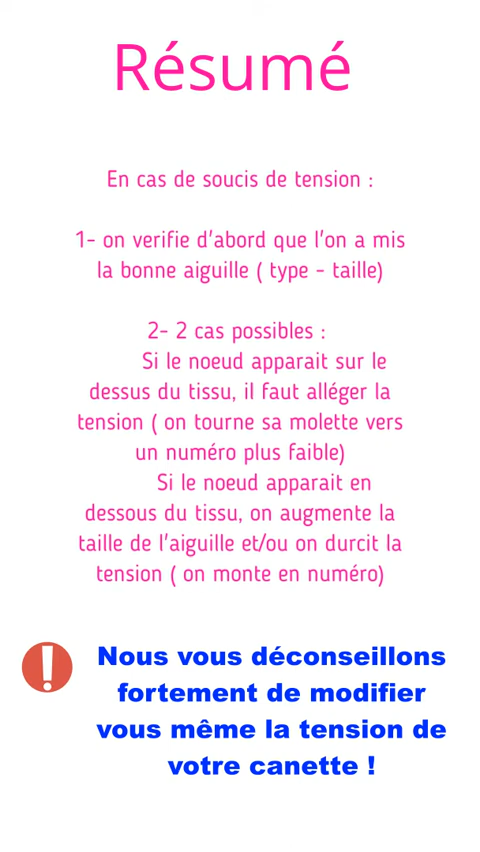 Résumé
En cas de soucis de tension :
1- on verifie d'abord que l'on a mis
la bonne aiguille ( type - taille)
2- 2 cas possibles :
Si le noeud apparait sur le
dessus du tissu, il faut alléger la
tension ( on tourne sa molette vers
un numéro plus faible)
Si le noeud apparait en
dessous du tissu, on augmente la
taille de l'aiguille et/ou on durcit la
tension ( on monte en numéro)
Nous vous déconseillons
fortement de modifier
vous même la tension de
votre canette !